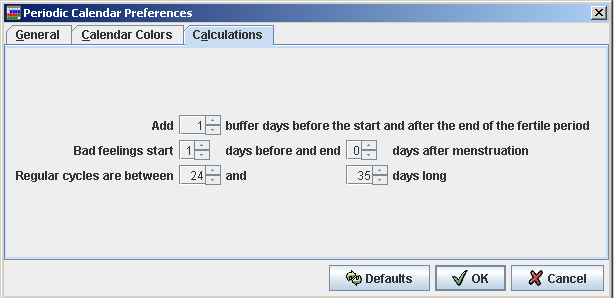 Periodic Calendar Preferences
General Calendar Colors Calculations
Add 1 buffer days before the start and after the end of the fertile period
Bad feelings start 1 days before and end 0 days after menstruation
Regular cycles are between 24 and 35 days long
Defaults OK Cancel